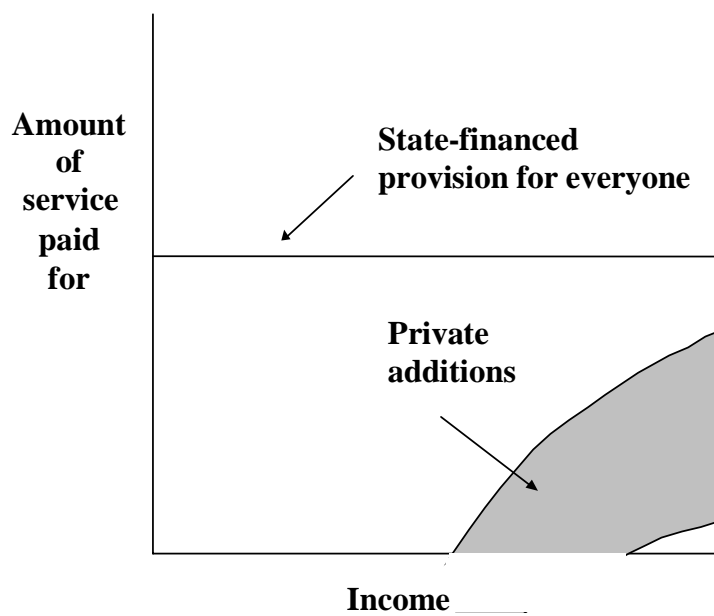 Amount
of
service
paid
for
State-financed
provision for everyone
Private
additions
Income